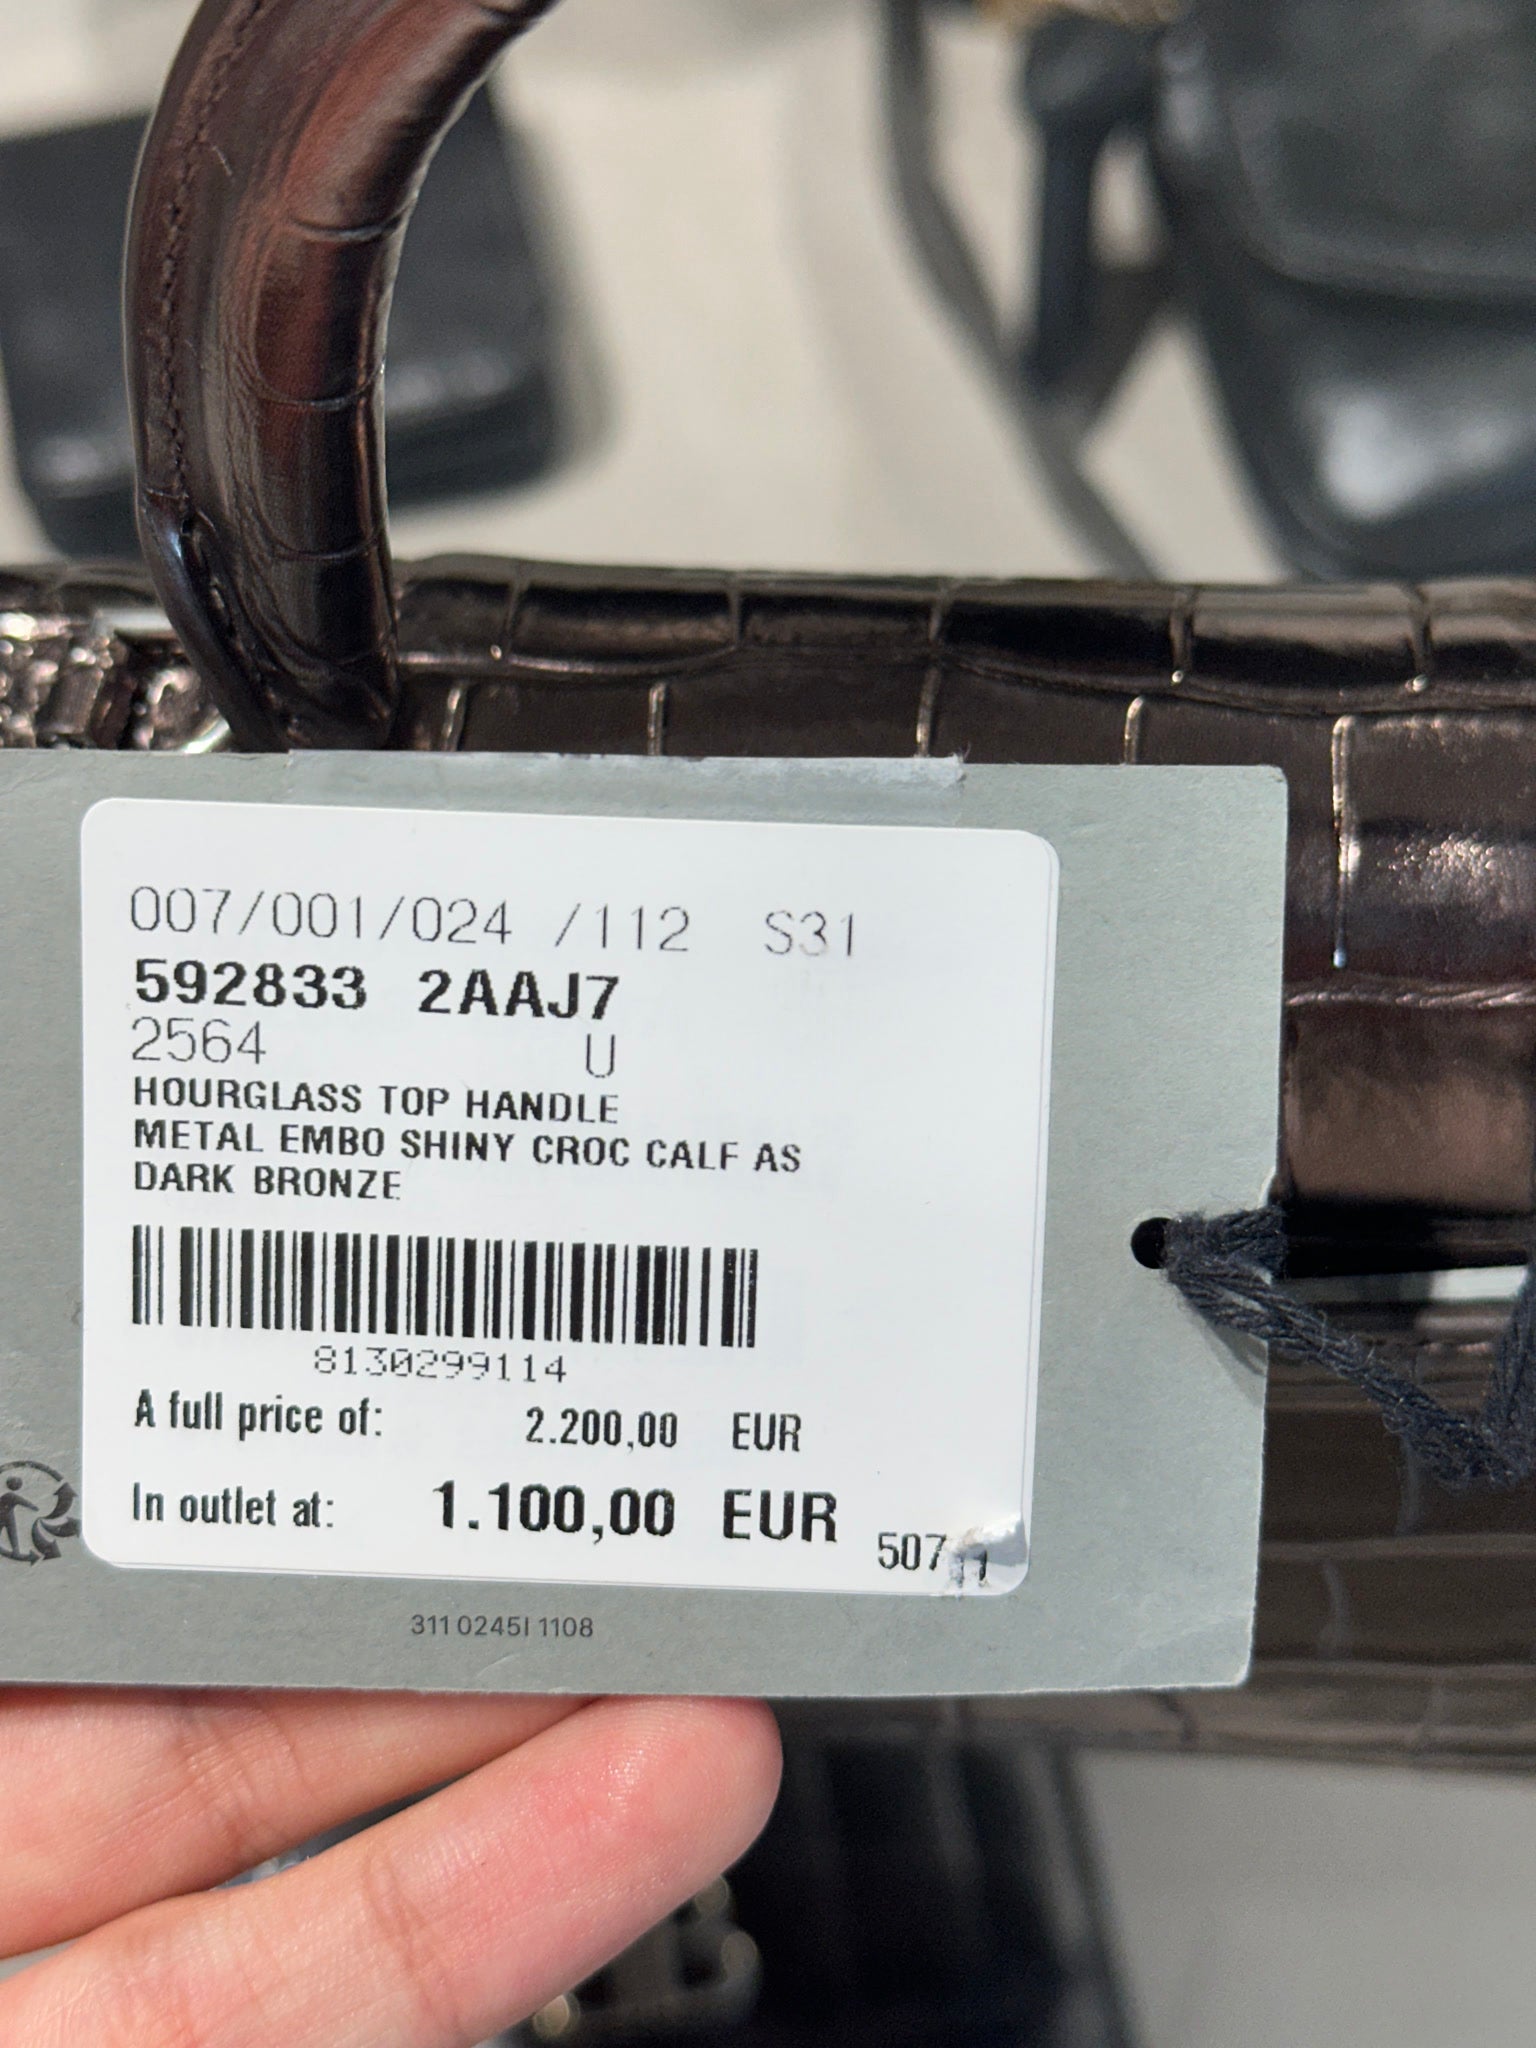 007/001/024 /112 S31
592833 2AAJ7
2564 U
HOURGLASS TOP HANDLE
METAL EMBO SHINY CROC CALF AS
DARK BRONZE
8130299114
A full price of: 2.200,00 EUR
In outlet at: 1.100,00 EUR
311 0245I 1108